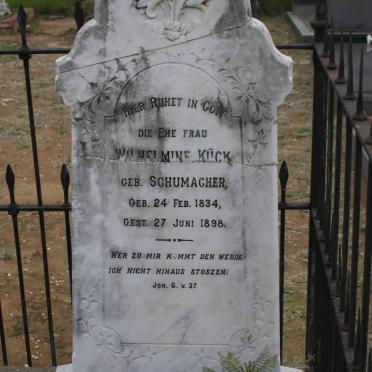 Hier Ruhet in Gott
die Ehe Frau
Wilhelmine Kück
geb. Schumacher,
Geb. 24 Feb. 1834,
Gest. 27 Juni 1898.
Wer zu mir kommt den werde
ich nicht hinaus stoszen.
Joh. 6. v. 37